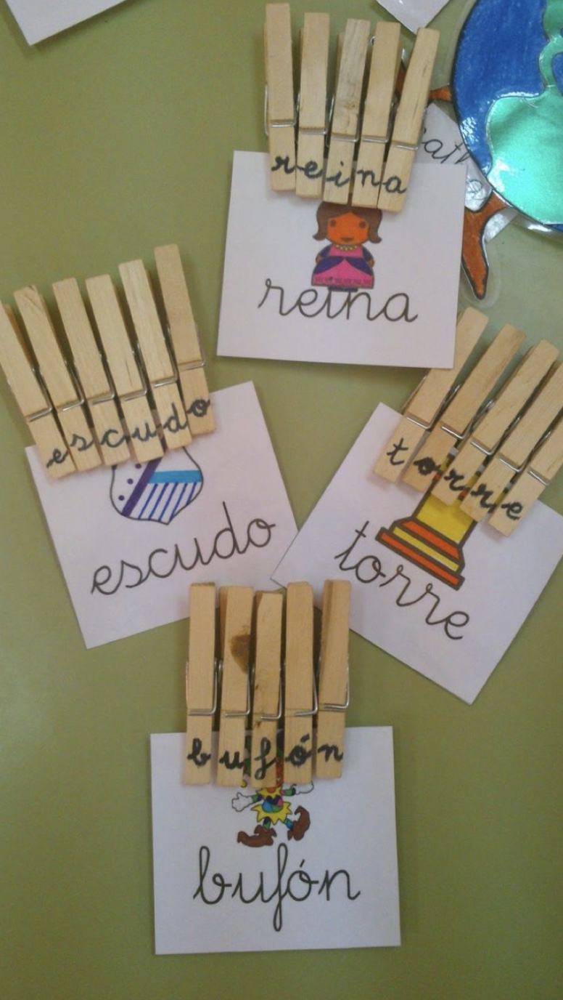 reina
reina
escudo
escudo
torre
torre
bufón
bufón